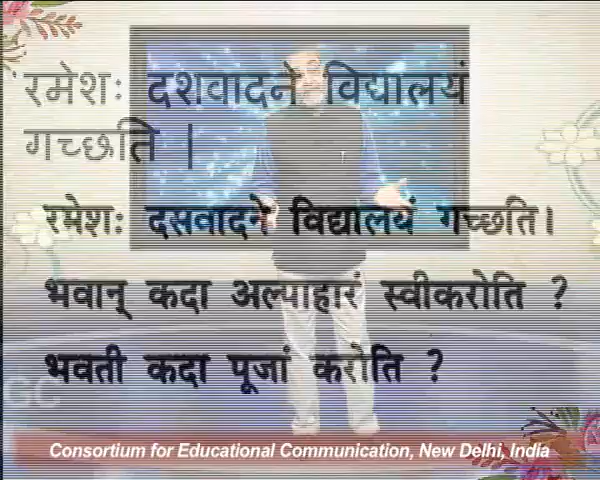 रमेशः दशवादने विद्यालयं
गच्छति |
रमेशः दसवादने विद्यालयं गच्छति।
भवान् कदा अल्पाहारं स्वीकरोति ?
भवती कदा पूजां करोति ?
GC
Consortium for Educational Communication, New Delhi, India